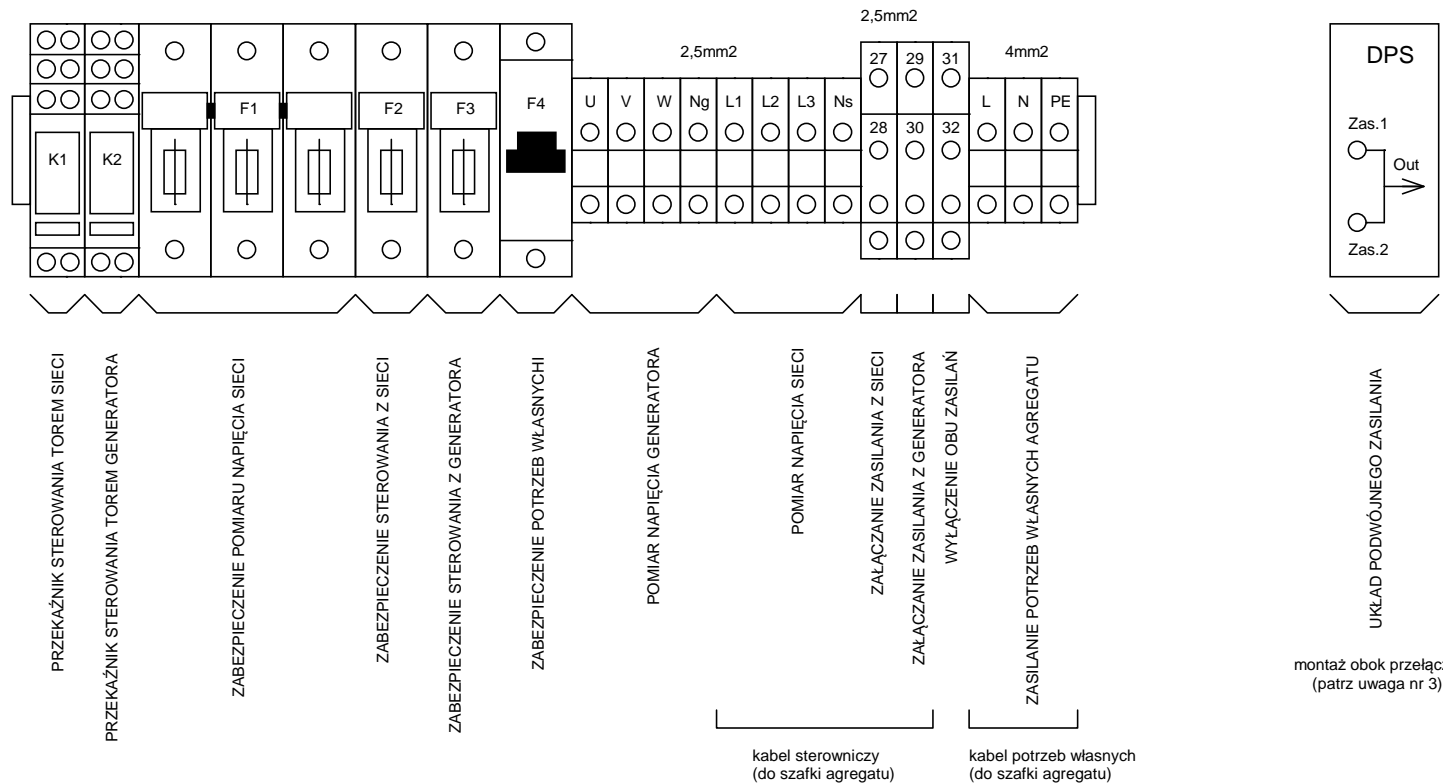 2,5mm2
2,5mm2
4mm2
DPS
K1
K2
F1
F2
F3
F4
U
V
W
Ng
L1
L2
L3
Ns
27
29
31
28
30
32
L
N
PE
Zas.1
Out
Zas.2
PRZEKAŹNIK STEROWANIA TOREM SIECI
PRZEKAŹNIK STEROWANIA TOREM GENERATORA
ZABEZPIECZENIE POMIARU NAPIĘCIA SIECI
ZABEZPIECZENIE STEROWANIA Z SIECI
ZABEZPIECZENIE STEROWANIA Z GENERATORA
ZABEZPIECZENIE POTRZEB WŁASNYCHI
POMIAR NAPIĘCIA GENERATORA
POMIAR NAPIĘCIA SIECI
ZAŁĄCZANIE ZASILANIA Z SIECI
ZAŁĄCZANIE ZASILANIA Z GENERATORA
WYŁĄCZENIE OBU ZASILAŃ
ZASILANIE POTRZEB WŁASNYCH AGREGATU
UKŁAD PODWÓJNEGO ZASILANIA
montaż obok
(patrz uwaga nr 3)
kabel sterowniczy
(do szafki agregatu)
kabel potrzeb własnych
(do szafki agregatu)